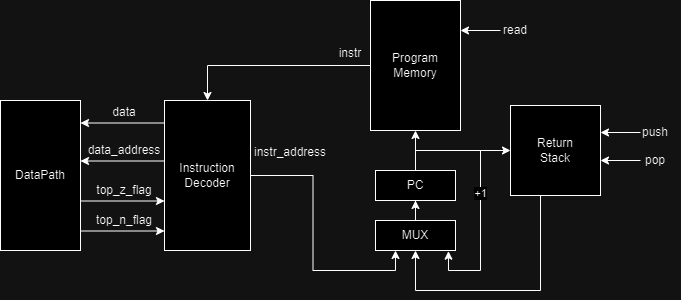 read
instr
Program
Memory
data
data_address
instr_address
Instruction
Decoder
DataPath
top_z_flag
top_n_flag
Return
Stack
push
pop
PC
+1
MUX